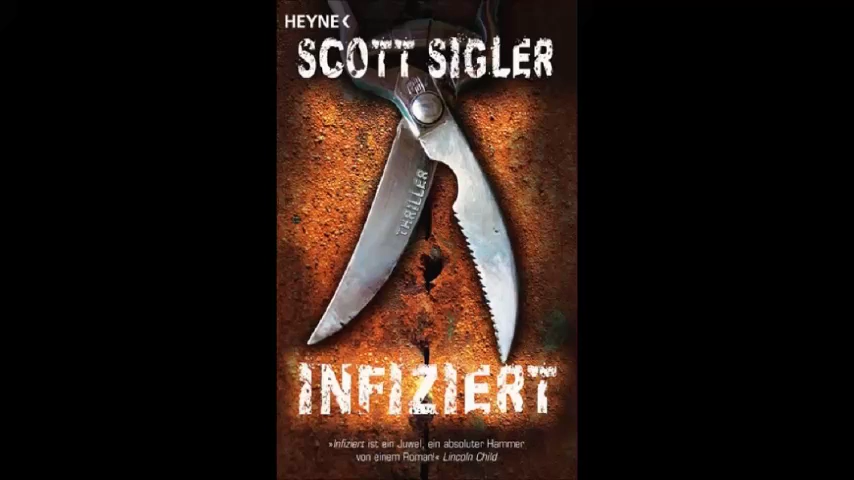 HEYNE<
SCOTT SIGLER
THRILLER
INFIZIERT
»Infiziert ist ein Juwel, ein absoluter Hammer
von einem Roman!« Lincoln Child